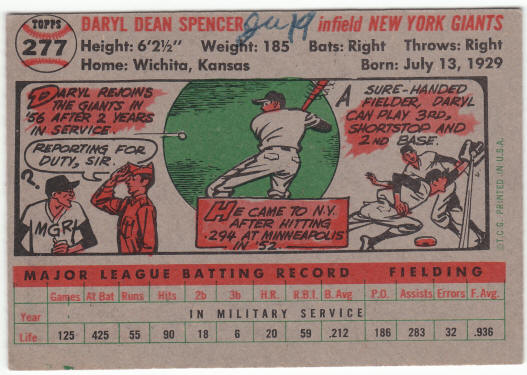 TOPPS
277
DARYL DEAN SPENCER infield NEW YORK GIANTS
Height: 6'2½" Weight: 185 Bats: Right Throws: Right
Home: Wichita, Kansas Born: July 13, 1929
DARYL REJOINS
THE GIANTS IN
'56 AFTER 2 YEARS
IN SERVICE.
REPORTING FOR
DUTY, SIR.
?
MGR.
HE CAME TO N.Y.
AFTER HITTING
.294 AT MINNEAPOLIS
IN '52.
A SURE-HANDED
FIELDER, DARYL
CAN PLAY 3RD,
SHORTSTOP AND
2ND BASE.
©T.C.G. PRINTED IN U.S.A.
MAJOR LEAGUE BATTING RECORD FIELDING
Games At Bat Runs Hits 2b 3b H.R. R.B.I. B. Avg P.O. Assists Errors F. Avg.
Year IN MILITARY SERVICE
Life 125 425 55 90 18 6 20 59 .212 186 283 32 .936